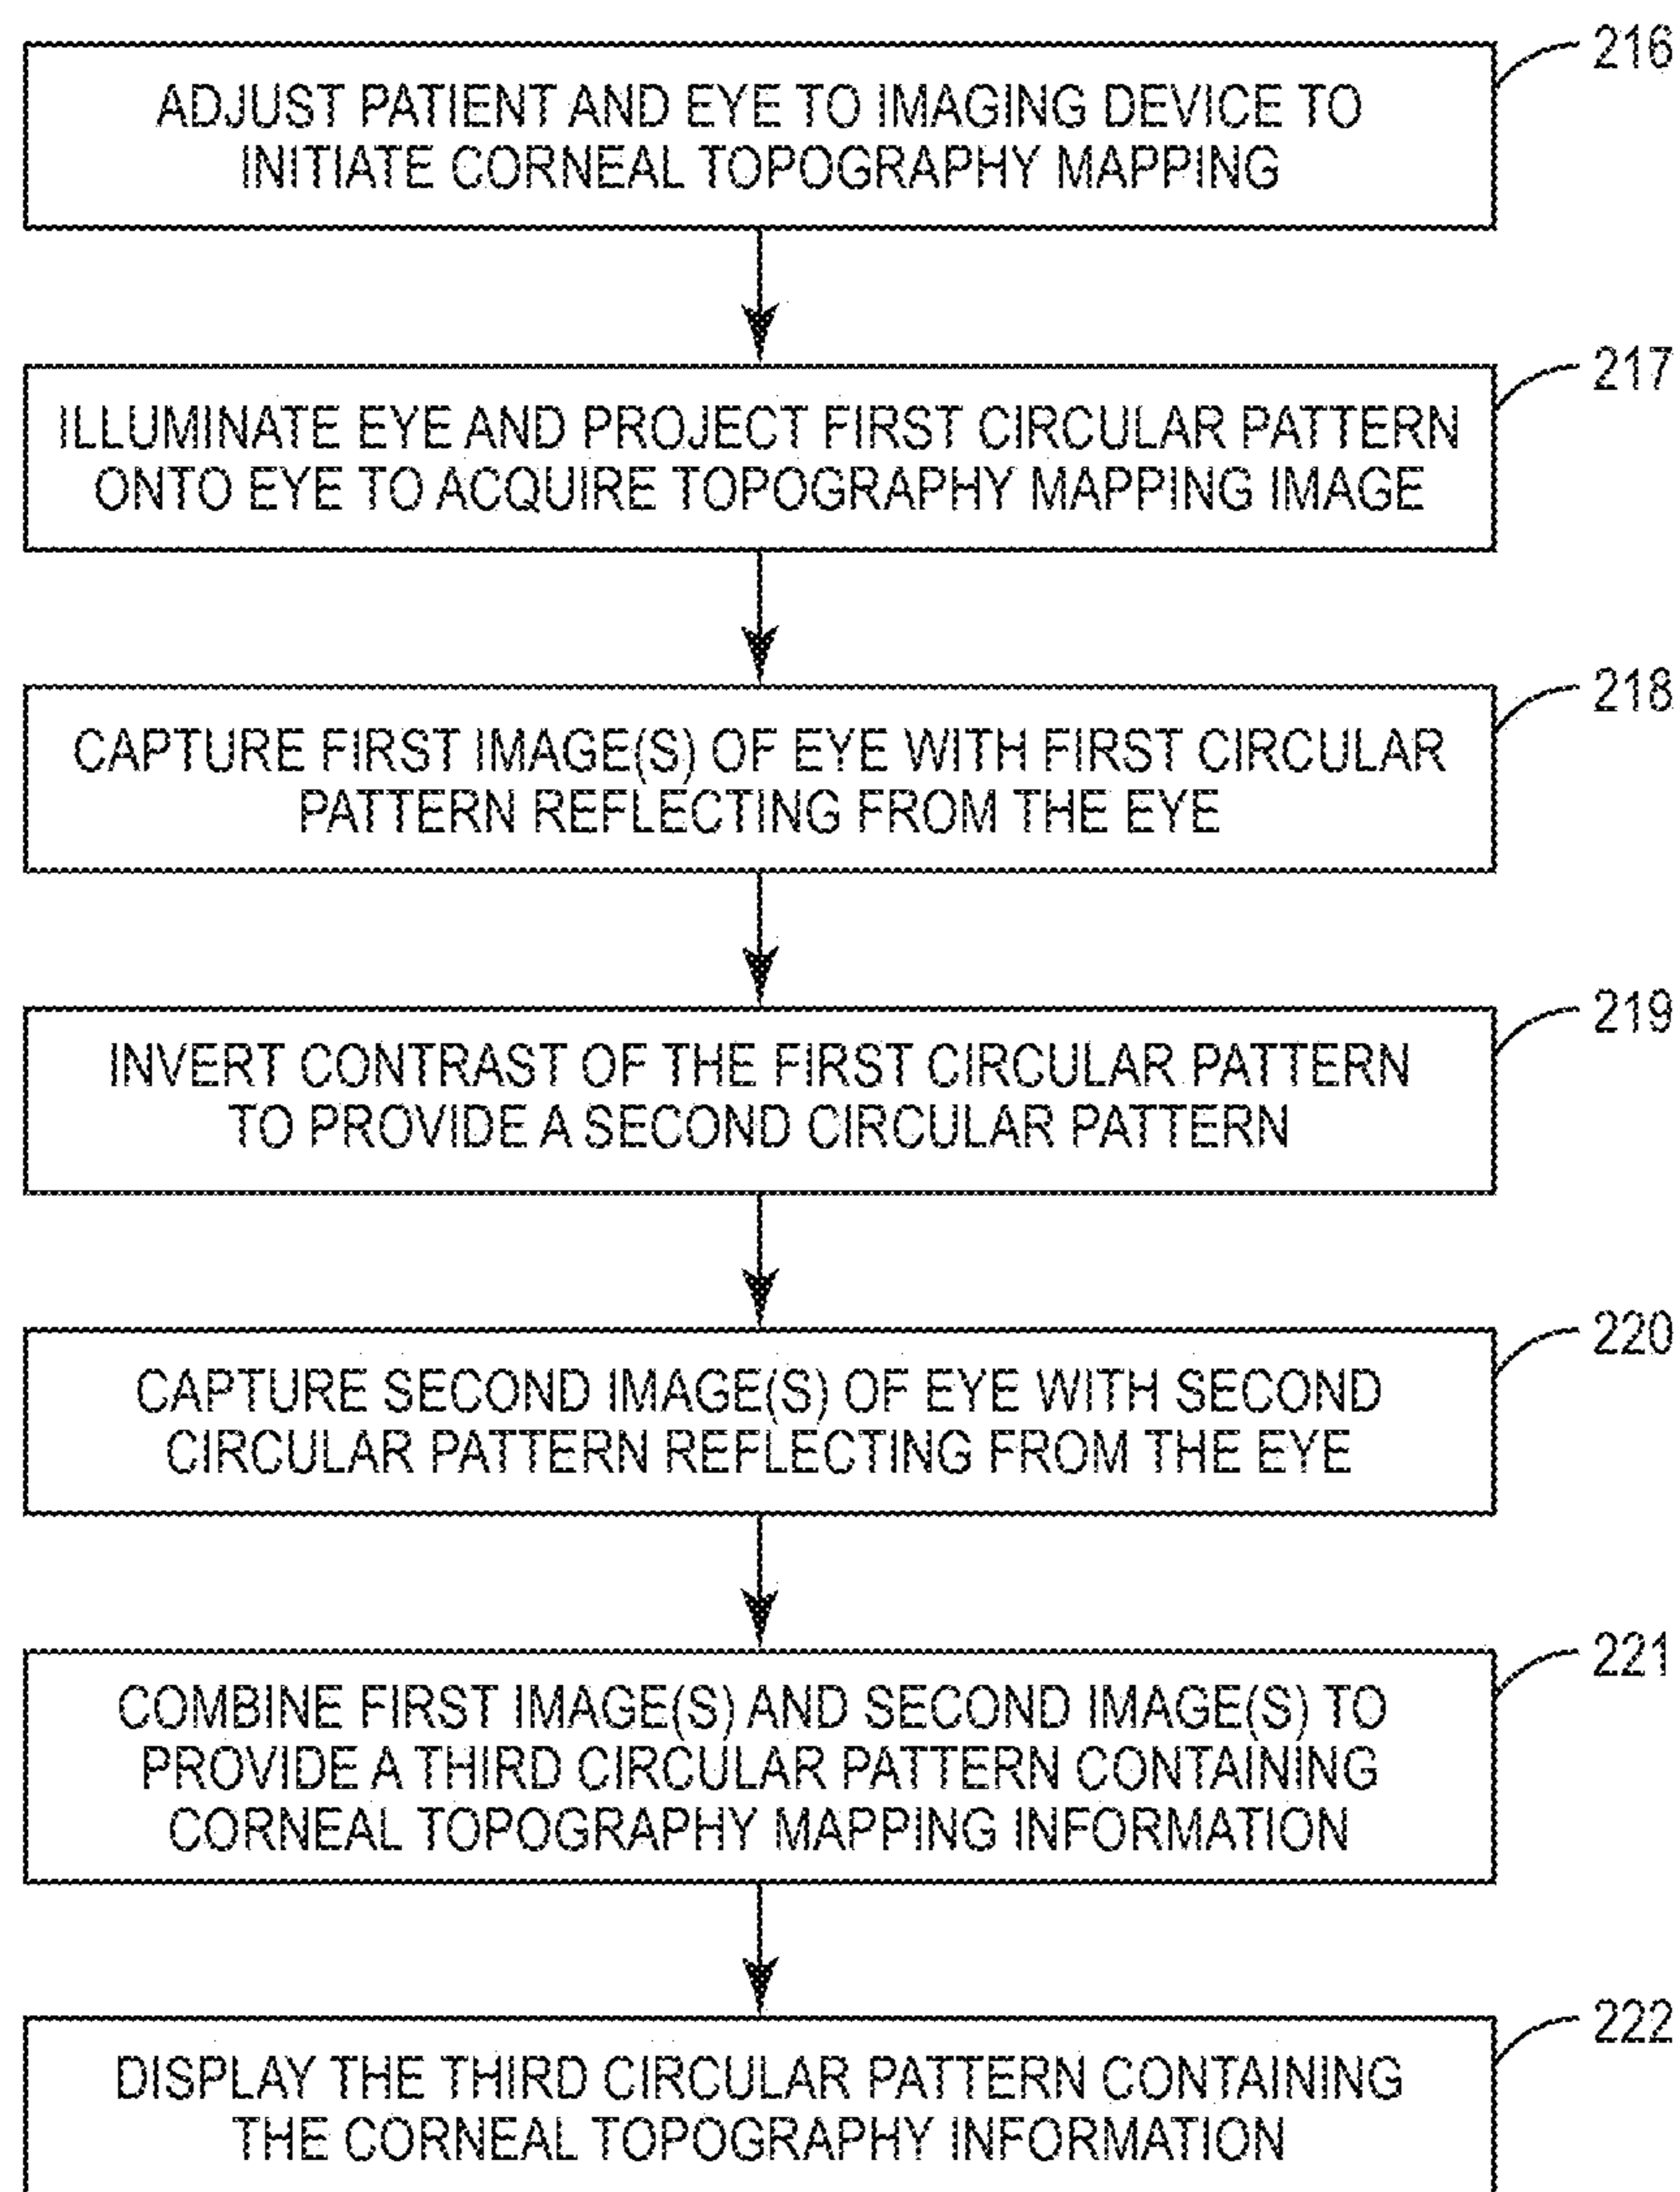 216
ADJUST PATIENT AND EYE TO IMAGING DEVICE TO
INITIATE CORNEAL TOPOGRAPHY MAPPING
217
ILLUMINATE EYE AND PROJECT FIRST CIRCULAR PATTERN
ONTO EYE TO ACQUIRE TOPOGRAPHY MAPPING IMAGE
218
CAPTURE FIRST IMAGE(S) OF EYE WITH FIRST CIRCULAR
PATTERN REFLECTING FROM THE EYE
219
INVERT CONTRAST OF THE FIRST CIRCULAR PATTERN
TO PROVIDE A SECOND CIRCULAR PATTERN
220
CAPTURE SECOND IMAGE(S) OF EYE WITH SECOND
CIRCULAR PATTERN REFLECTING FROM THE EYE
221
COMBINE FIRST IMAGE(S) AND SECOND IMAGE(S) TO
PROVIDE A THIRD CIRCULAR PATTERN CONTAINING
CORNEAL TOPOGRAPHY MAPPING INFORMATION
222
DISPLAY THE THIRD CIRCULAR PATTERN CONTAINING
THE CORNEAL TOPOGRAPHY INFORMATION